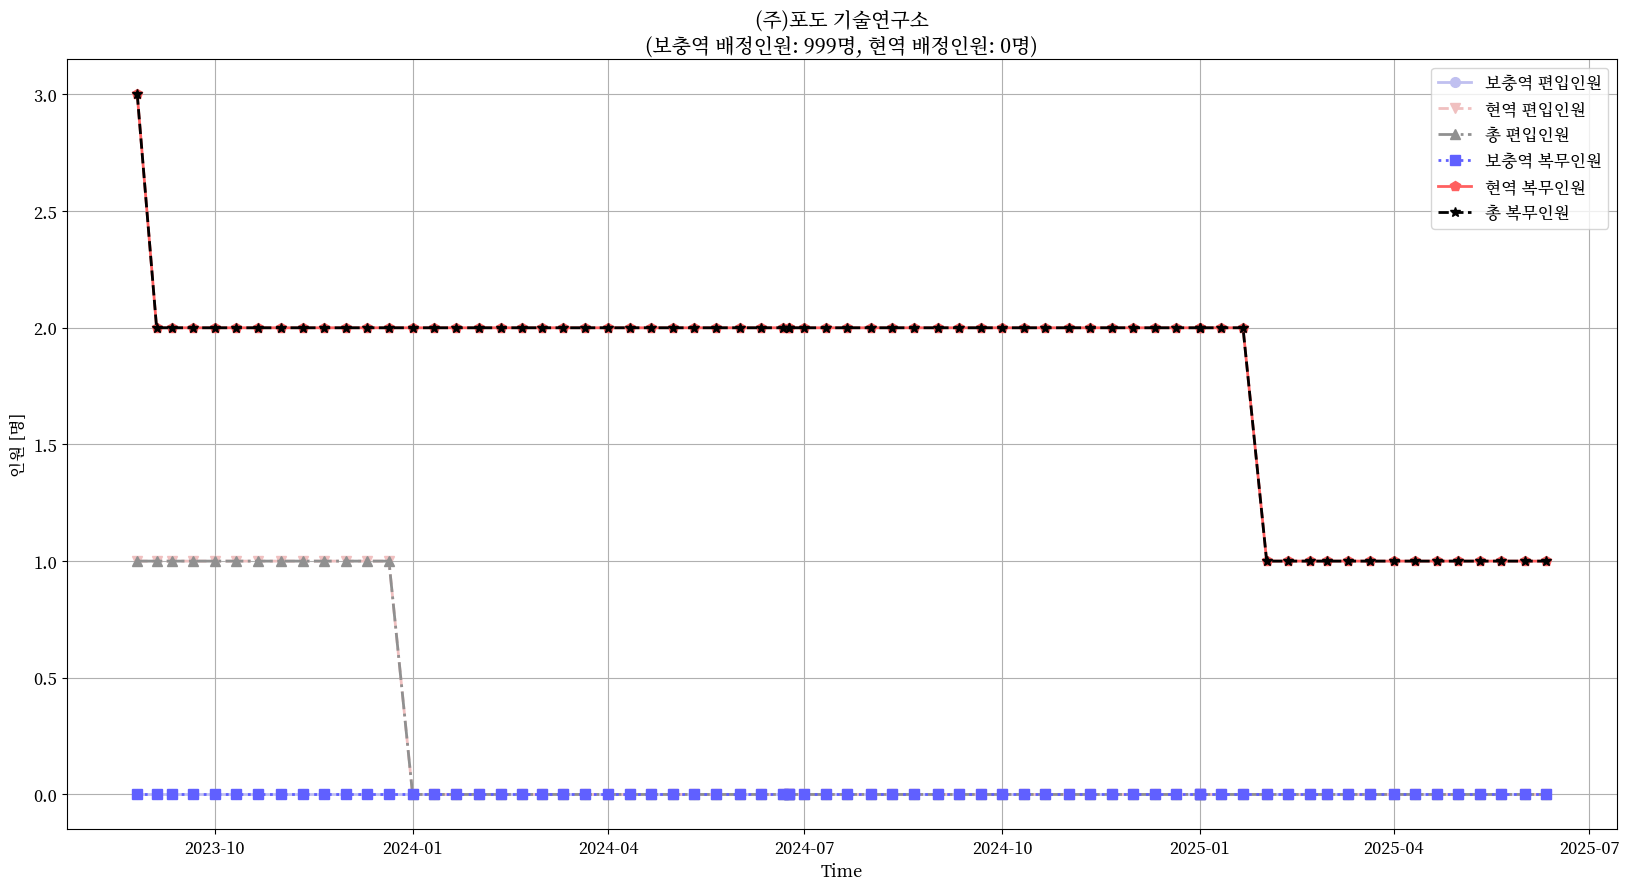 (주)포도 기술연구소
(보충역 배정인원: 999명, 현역 배정인원: 0명)
보충역 편입인원
현역 편입인원
총 편입인원
보충역 복무인원
현역 복무인원
총 복무인원
인원 [명]
3.0
2.5
2.0
1.5
1.0
0.5
0.0
2023-10
2024-01
2024-04
2024-07
2024-10
2025-01
2025-04
2025-07
Time